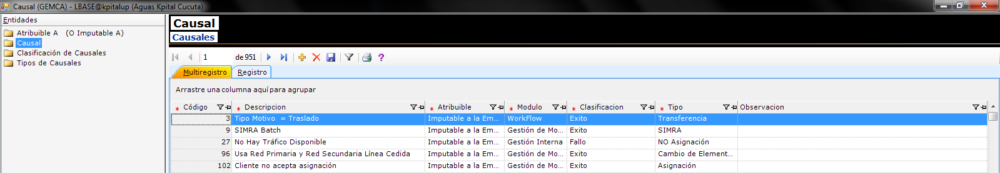 Causal (GEMCA) - LBASE@kpitalup (Aguas Kpital Cucuta)
Entidades
Atribuible A (O Imputable A)
Causal
Clasificación de Causales
Tipos de Causales
Causal
Causales
1 de 951
Multiregistro Registro
Arrastre una columna aquí para agrupar
Código Descripcion Atribuible Modulo Clasificacion Tipo Observacion
3 Tipo Motivo = Traslado Imputable a la Em... WorkFlow Exito Transferencia
9 SIMRA Batch Imputable a la Em... Gestión de Mo... Exito SIMRA
27 No Hay Tráfico Disponible Imputable a la Em... Gestión Interna Fallo NO Asignación
96 Usa Red Primaria y Red Secundaria Línea Cedida Imputable a la Em... Gestión de Mo... Exito Cambio de Element...
102 Cliente no acepta asignación Imputable a la Em... Gestión de Mo... Exito Asignación